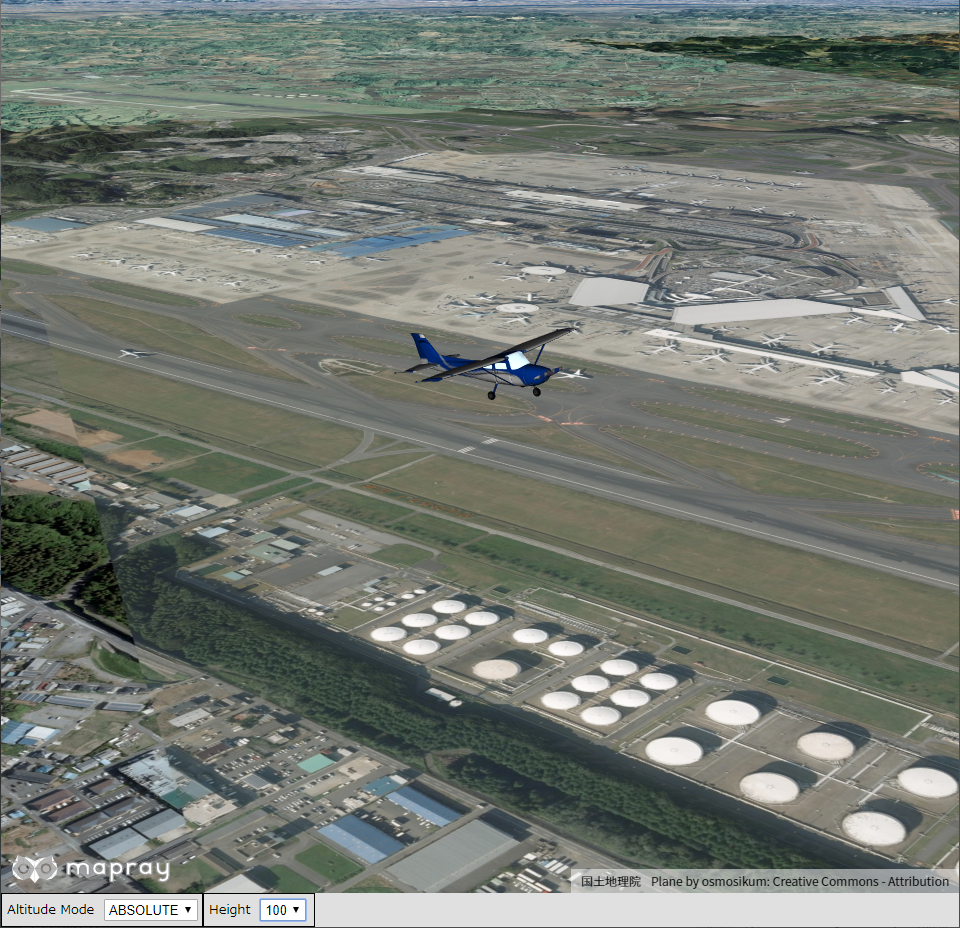 mapray
国土地理院 Plane by osmosikum: Creative Commons - Attribution
Altitude Mode ABSOLUTE Height 100